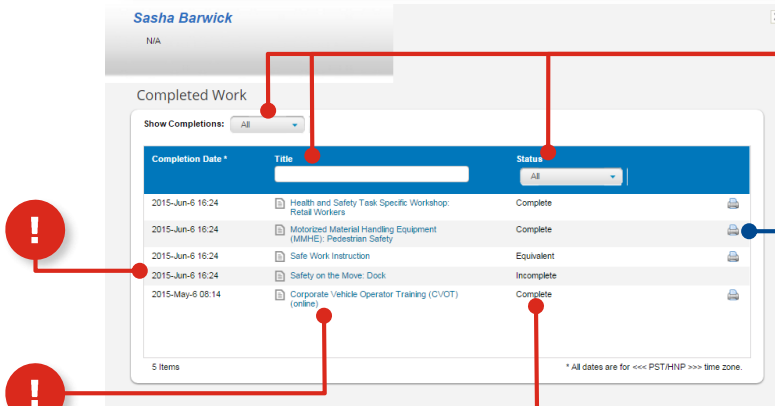 Sasha Barwick
N/A
Completed Work
Show Completions: All
Completion Date * Title Status
All
2015-Jun-6 16:24 Health and Safety Task Specific Workshop: Complete
Retail Workers
2015-Jun-6 16:24 Motorized Material Handling Equipment Complete
(MMHE): Pedestrian Safety
2015-Jun-6 16:24 Safe Work Instruction Equivalent
2015-Jun-6 16:24 Safety on the Move: Dock Incomplete
2015-May-6 08:14 Corporate Vehicle Operator Training (CVOT) Complete
(online)
5 Items * All dates are for <<< PST/HNP >>> time zone.
!
!